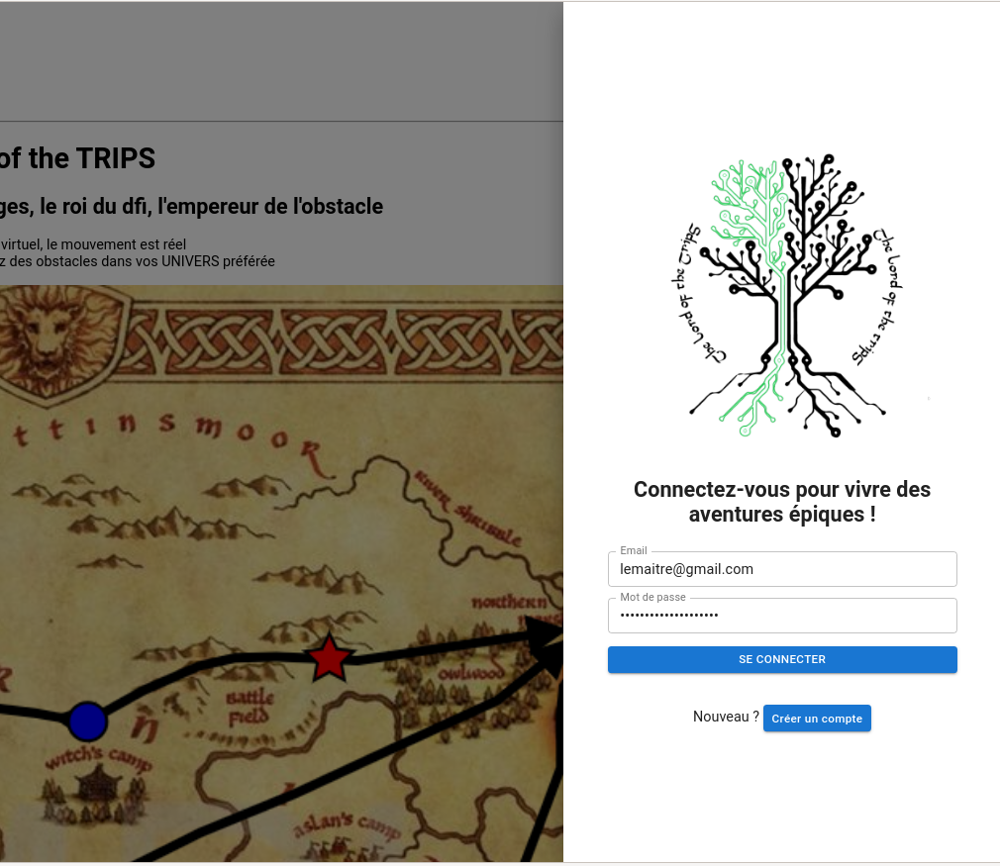 of the TRIPS
ges, le roi du dfi, l'empereur de l'obstacle
virtuel, le mouvement est réel
z des obstacles dans vos UNIVERS préférée
ttinsmoor
River shribble
northern
owlwood
battle
field
witch's camp
aslan's camp
The Lord of the Trips
The Lord of the trips
Connectez-vous pour vivre des
aventures épiques !
Email
lemaitre@gmail.com
Mot de passe
••••••••••••••••••••
SE CONNECTER
Nouveau ? Créer un compte